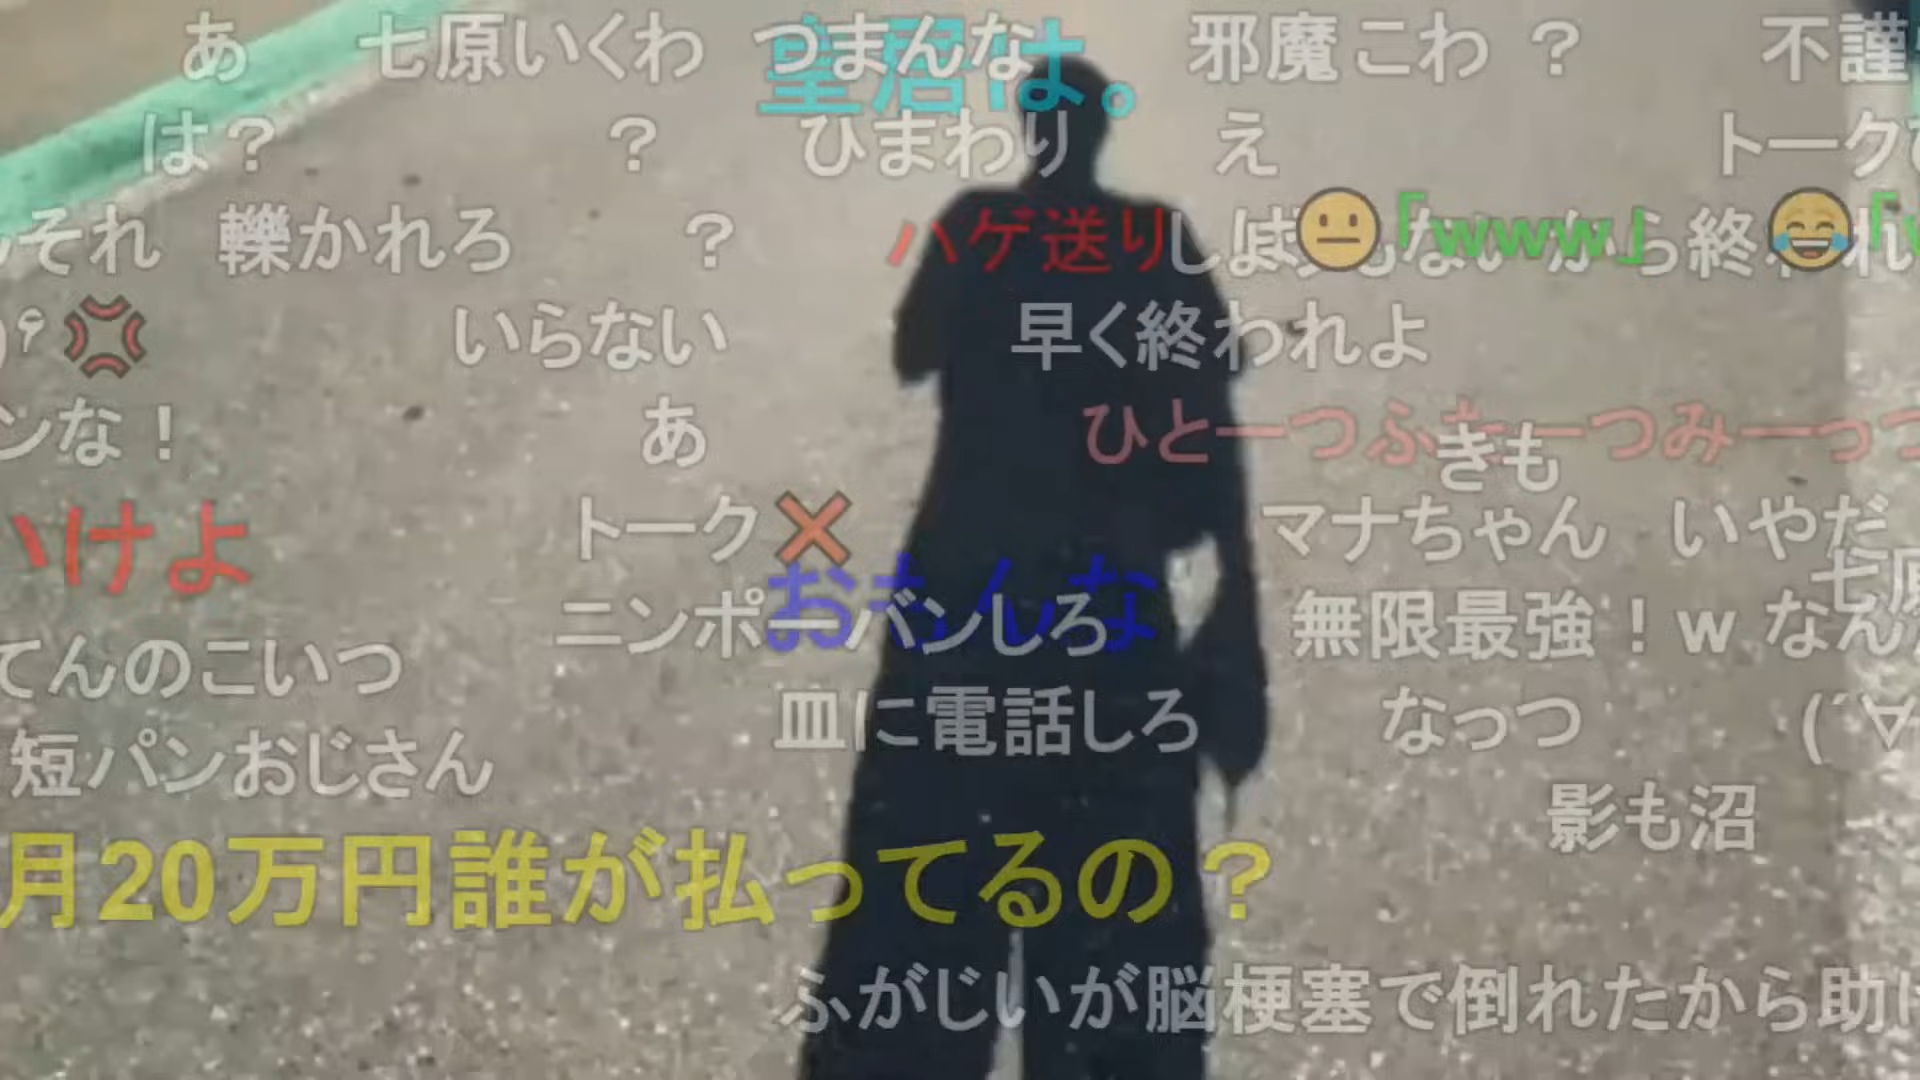 あ 七原いくわ つまんな 邪魔こわ ? 不謹
皇居は。
は? ? ひまわり え トーク
それ 轢かれろ ? ハゲ送り 「www」
いらない 早く終われよ
ンな! あ ひとーつふたーつみーっつ
きも
いけよ トーク❌ マナちゃん いやだ
おもんな
ニンポーバンしろ 無限最強!w なん
てんのこいつ
皿に電話しろ なっつ (´∀
短パンおじさん
影も沼
月20万円誰が払ってるの?
ふがじいが脳梗塞で倒れたから助け